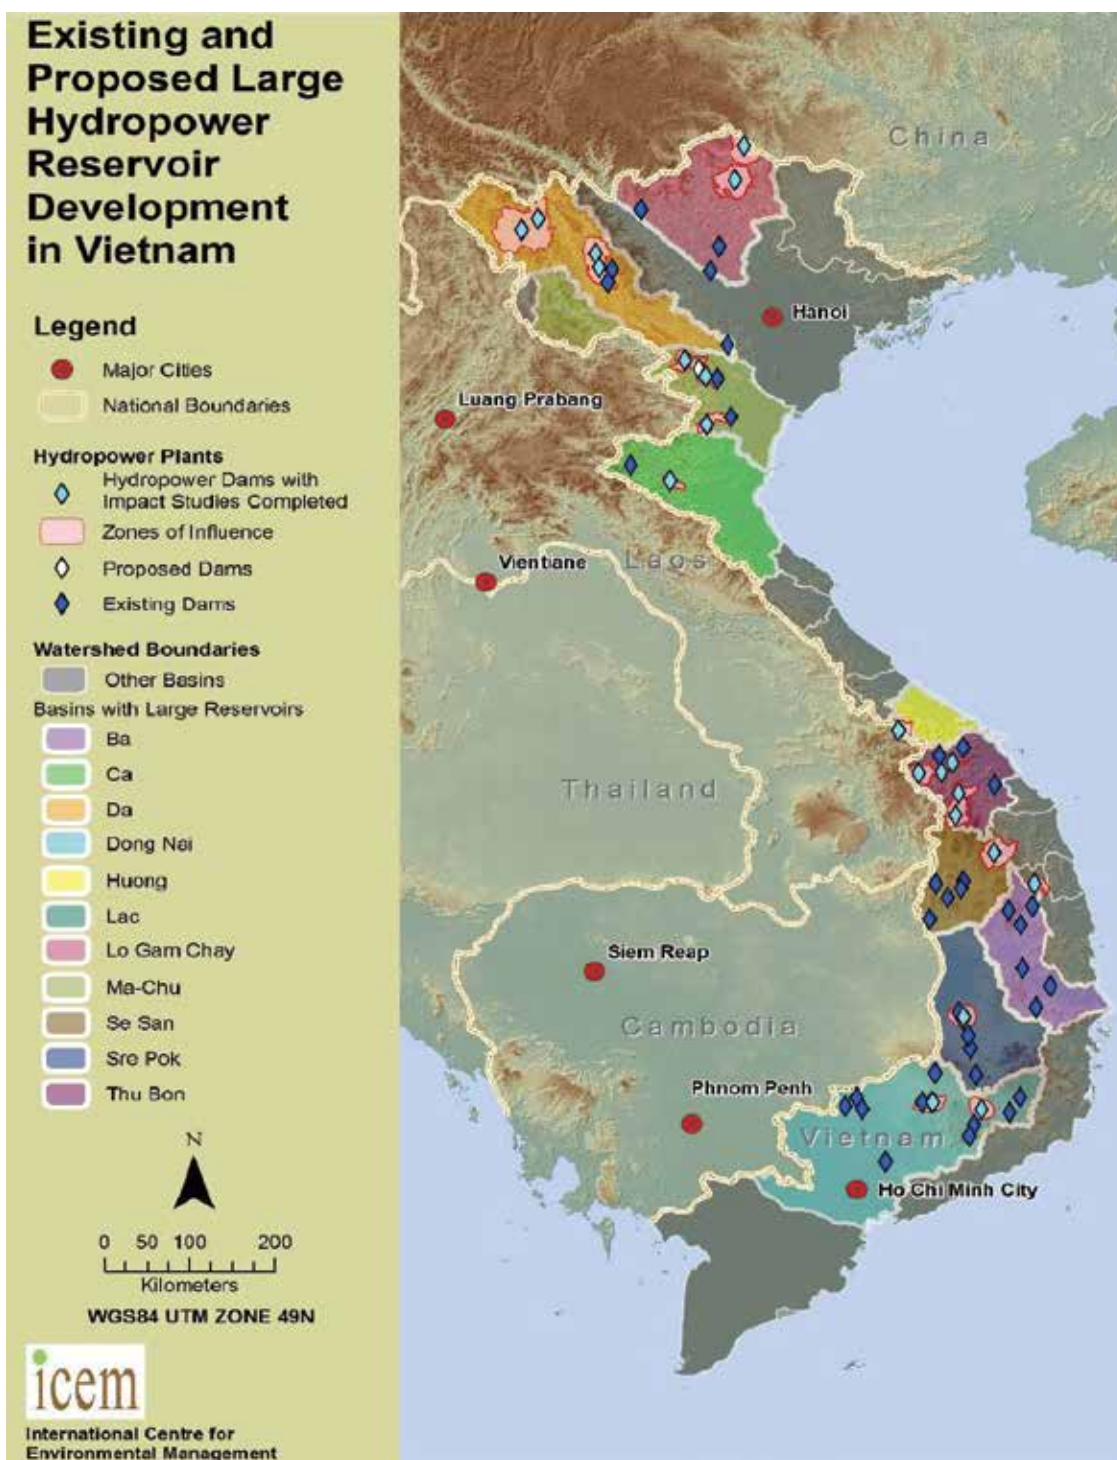 Existing and
Proposed Large
Hydropower
Reservoir
Development
in Vietnam
Legend
Major Cities
National Boundaries
Hydropower Plants
Hydropower Dams with
Impact Studies Completed
Zones of Influence
Proposed Dams
Existing Dams
Watershed Boundaries
Other Basins
Basins with Large Reservoirs
Ba
Ca
Da
Dong Nai
Huong
Lac
Lo Gam Chay
Ma-Chu
Se San
Sre Pok
Thu Bon
N
0 50 100 200
Kilometers
WGS84 UTM ZONE 49N
icem
International Centre for
Environmental Management
China
Hanoi
Luang Prabang
Vientiane
Laos
Thailand
Siem Reap
Cambodia
Phnom Penh
Vietnam
Ho Chi Minh City